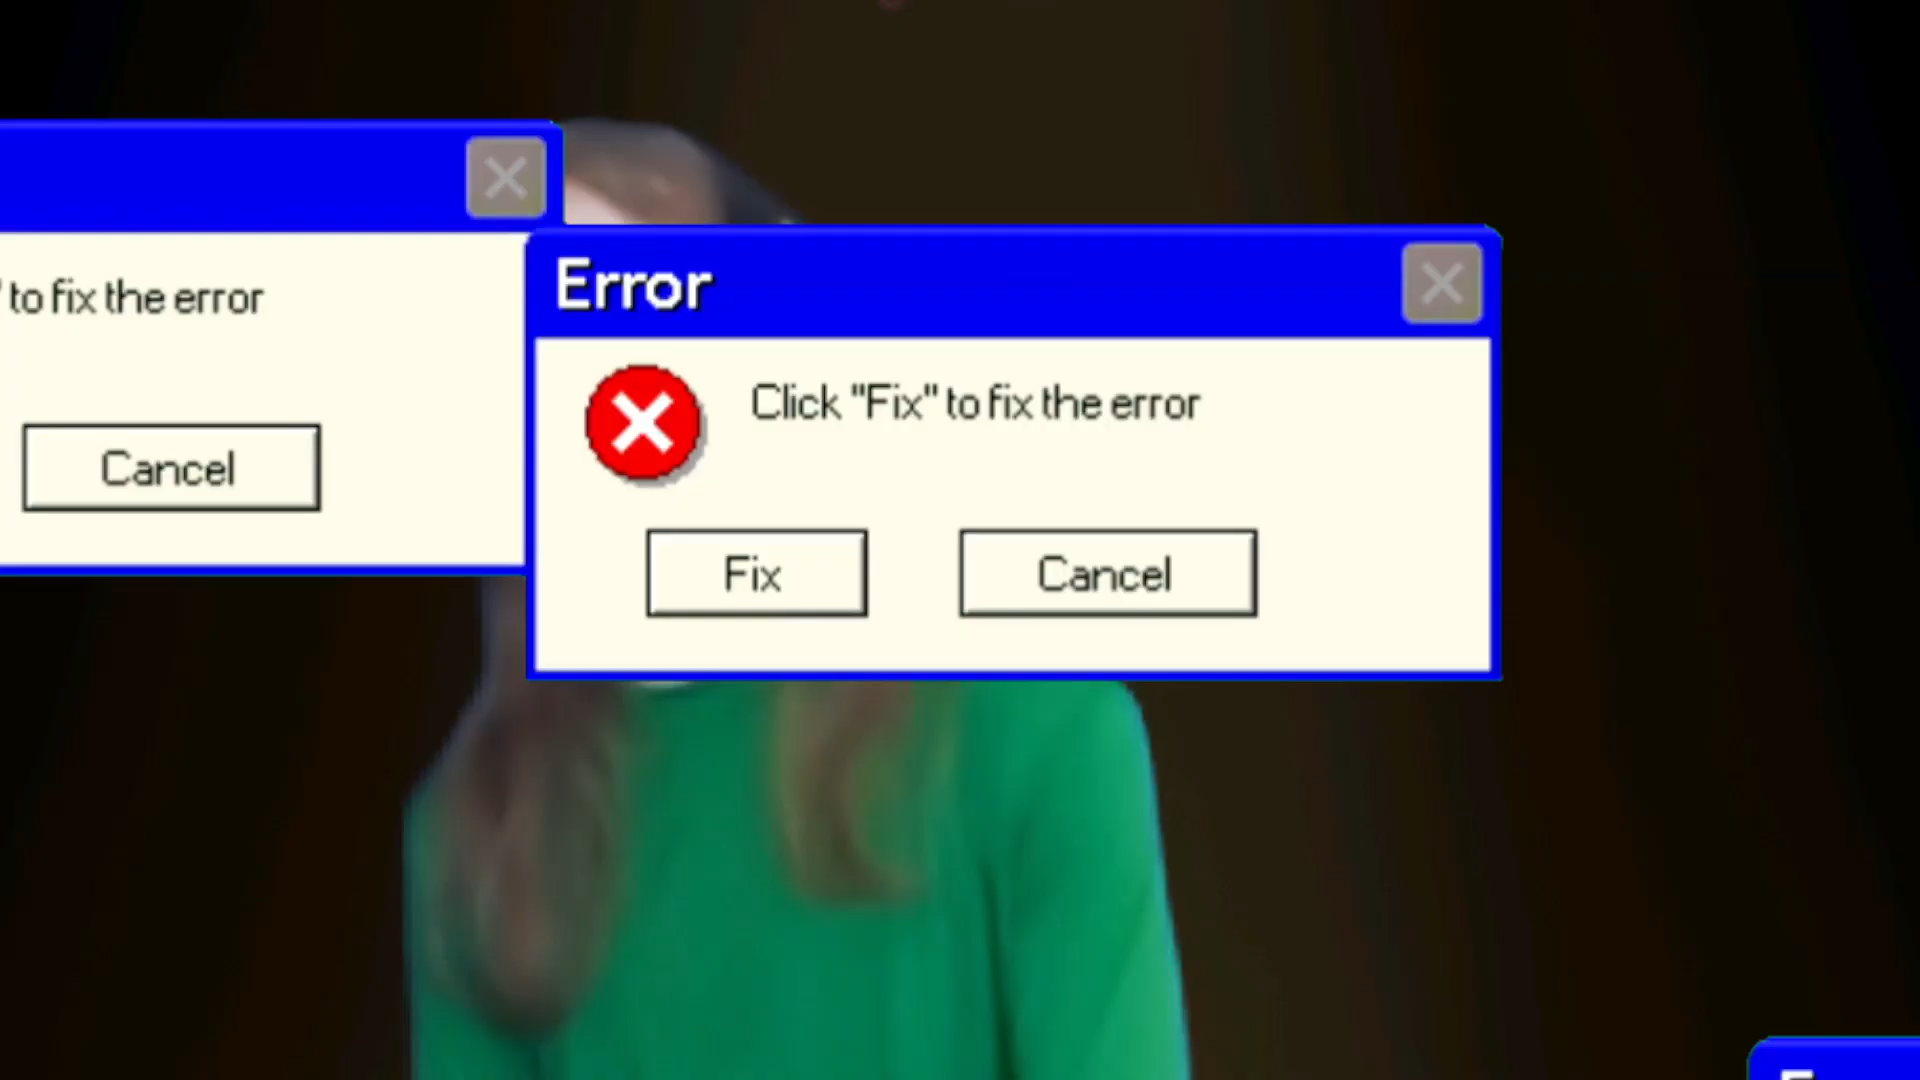 " to fix the error
Cancel
Error
Click "Fix" to fix the error
Fix
Cancel